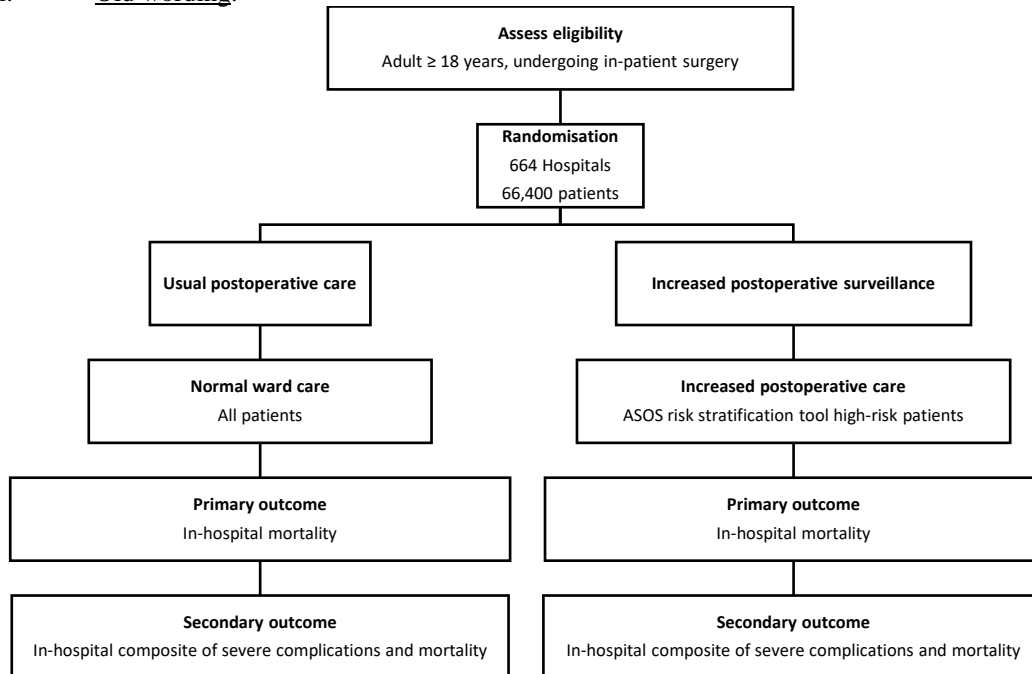 Assess eligibility
Adult ≥ 18 years, undergoing in-patient surgery
Randomisation
664 Hospitals
66,400 patients
Usual postoperative care
Increased postoperative surveillance
Normal ward care
All patients
Increased postoperative care
ASOS risk stratification tool high-risk patients
Primary outcome
In-hospital mortality
Primary outcome
In-hospital mortality
Secondary outcome
In-hospital composite of severe complications and mortality
Secondary outcome
In-hospital composite of severe complications and mortality